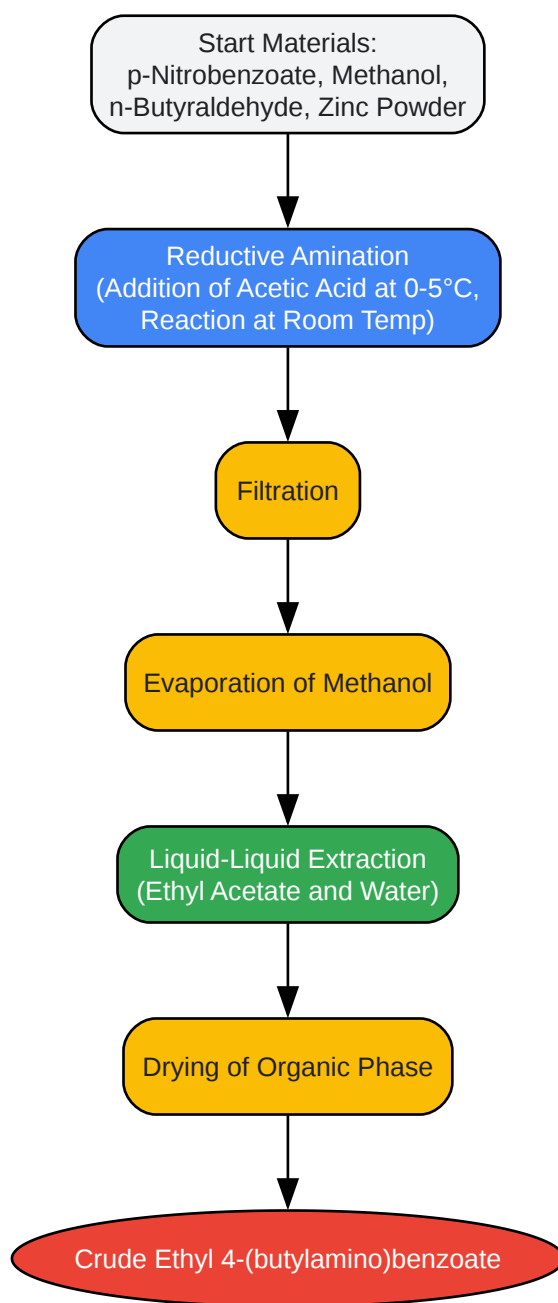 Start Materials:
p-Nitrobenzoate, Methanol,
n-Butyraldehyde, Zinc Powder
Reductive Amination
(Addition of Acetic Acid at 0-5°C,
Reaction at Room Temp)
Filtration
Evaporation of Methanol
Liquid-Liquid Extraction
(Ethyl Acetate and Water)
Drying of Organic Phase
Crude Ethyl 4-(butylamino)benzoate